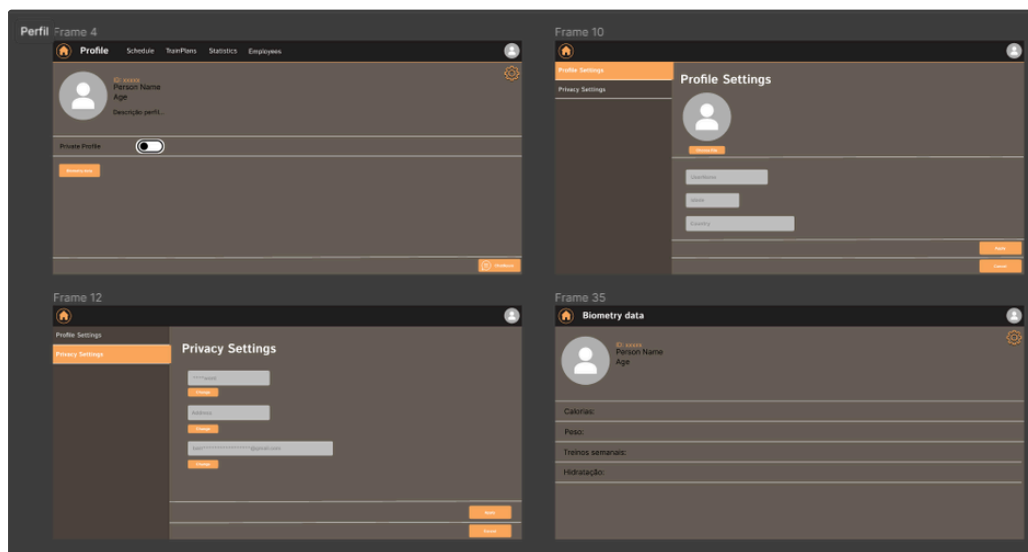 Perfil
Frame 4
Profile Schedule TrainPlans Statistics Employees
ID: xxxxx
Person Name
Age
Descrição perfil...
Private Profile
Frame 10
Profile Settings
Privacy Settings
Profile Settings
UserName
Country
Apply
Cancel
Frame 12
Profile Settings
Privacy Settings
Privacy Settings
Change
Address
Change
Change
Apply
Cancel
Frame 35
Biometry data
ID: xxxxx
Person Name
Age
Calorias:
Peso:
Treinos semanais:
Hidratação: